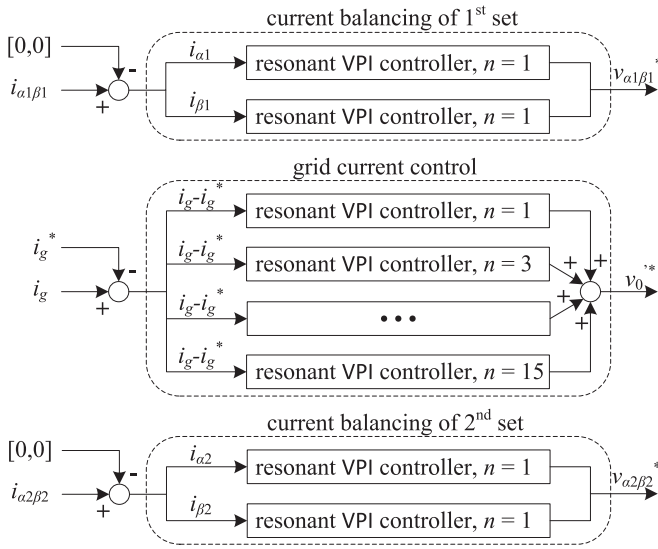 current balancing of 1st set
[0,0]
-
iα1β1
+
iα1
resonant VPI controller, n = 1
iβ1
resonant VPI controller, n = 1
vα1β1*
grid current control
ig*
-
ig
+
ig-ig*
resonant VPI controller, n = 1
ig-ig*
resonant VPI controller, n = 3
ig-ig*
•••
ig-ig*
resonant VPI controller, n = 15
+
+
+
+
v0'*
current balancing of 2nd set
[0,0]
-
iα2β2
+
iα2
resonant VPI controller, n = 1
iβ2
resonant VPI controller, n = 1
vα2β2*